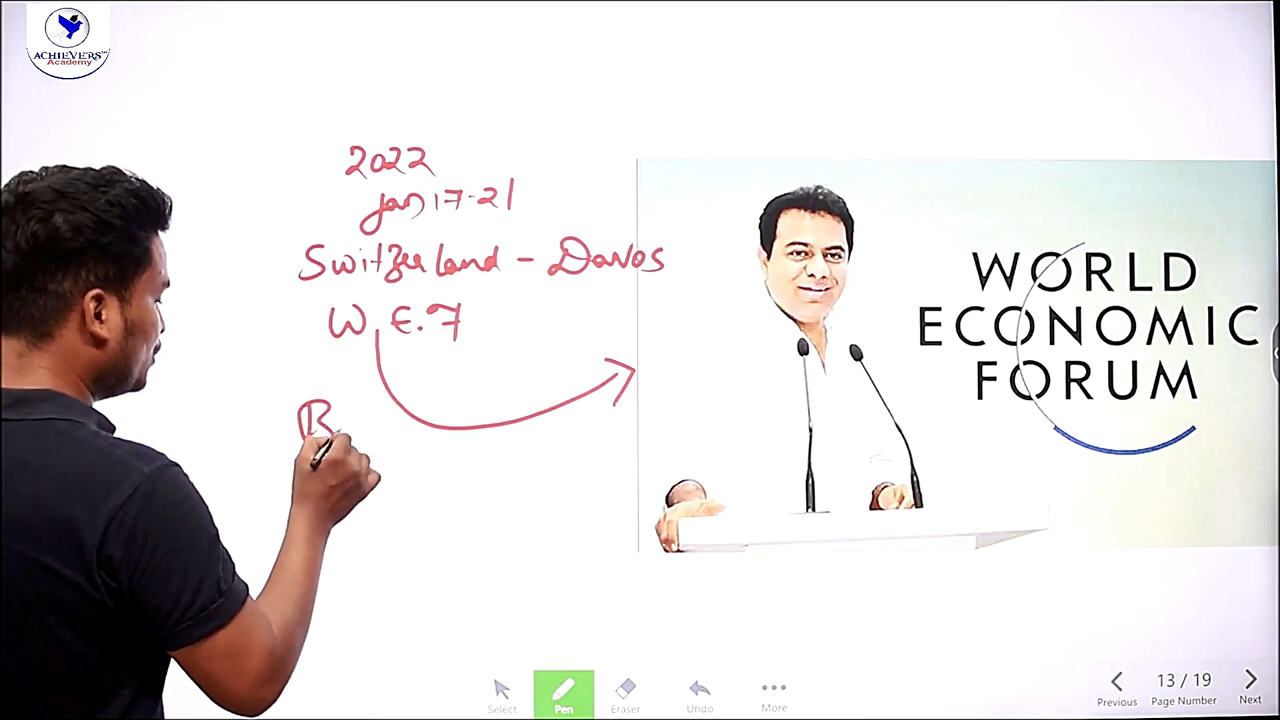 ACHIEVERS™
Academy
2022
Jan 17-21
Switzerland - Davos
W.E.F
B
WORLD
ECONOMIC
FORUM
Select
Pen
Eraser
Undo
More
Previous
13 / 19
Page Number
Next